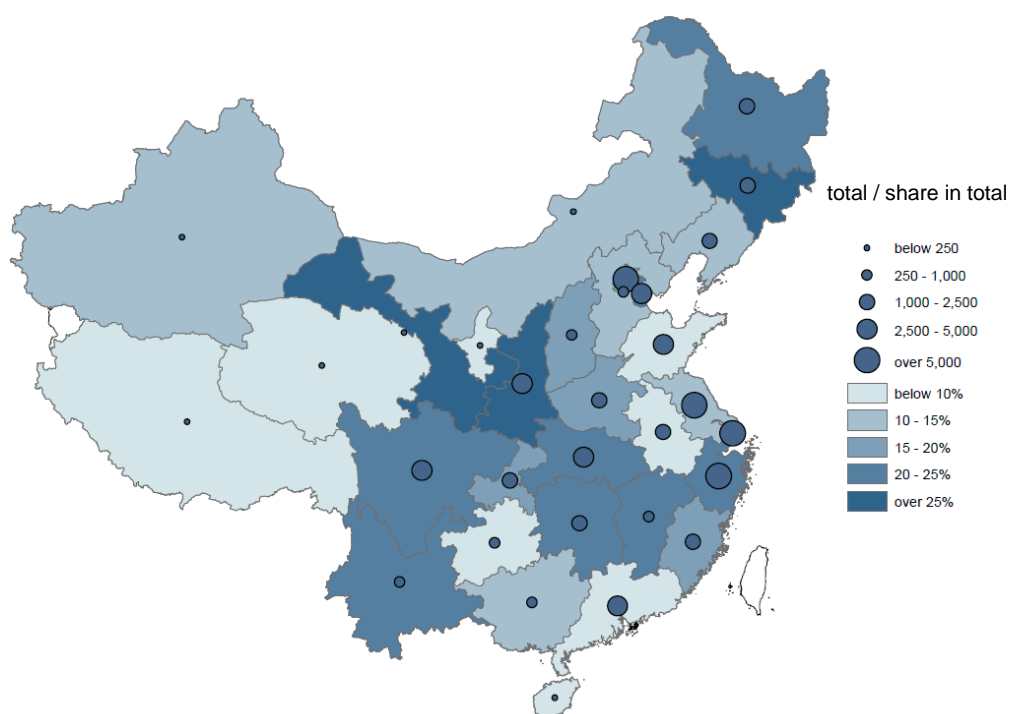 total / share in total
below 250
250 - 1,000
1,000 - 2,500
2,500 - 5,000
over 5,000
below 10%
10 - 15%
15 - 20%
20 - 25%
over 25%